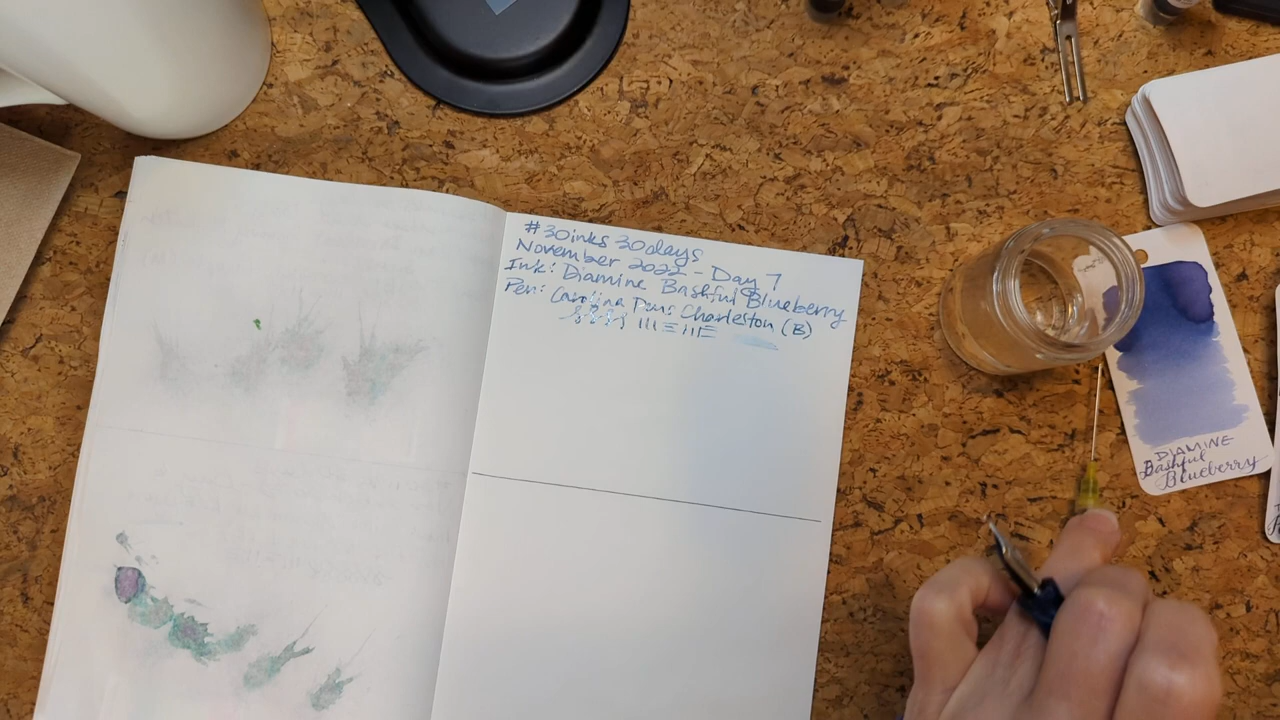 #30inks30days
November 2022 - Day 7
Ink: Diamine Bashful Blueberry
Pen: Carolina Pens Charleston (B)
DIAMINE
Bashful
Blueberry